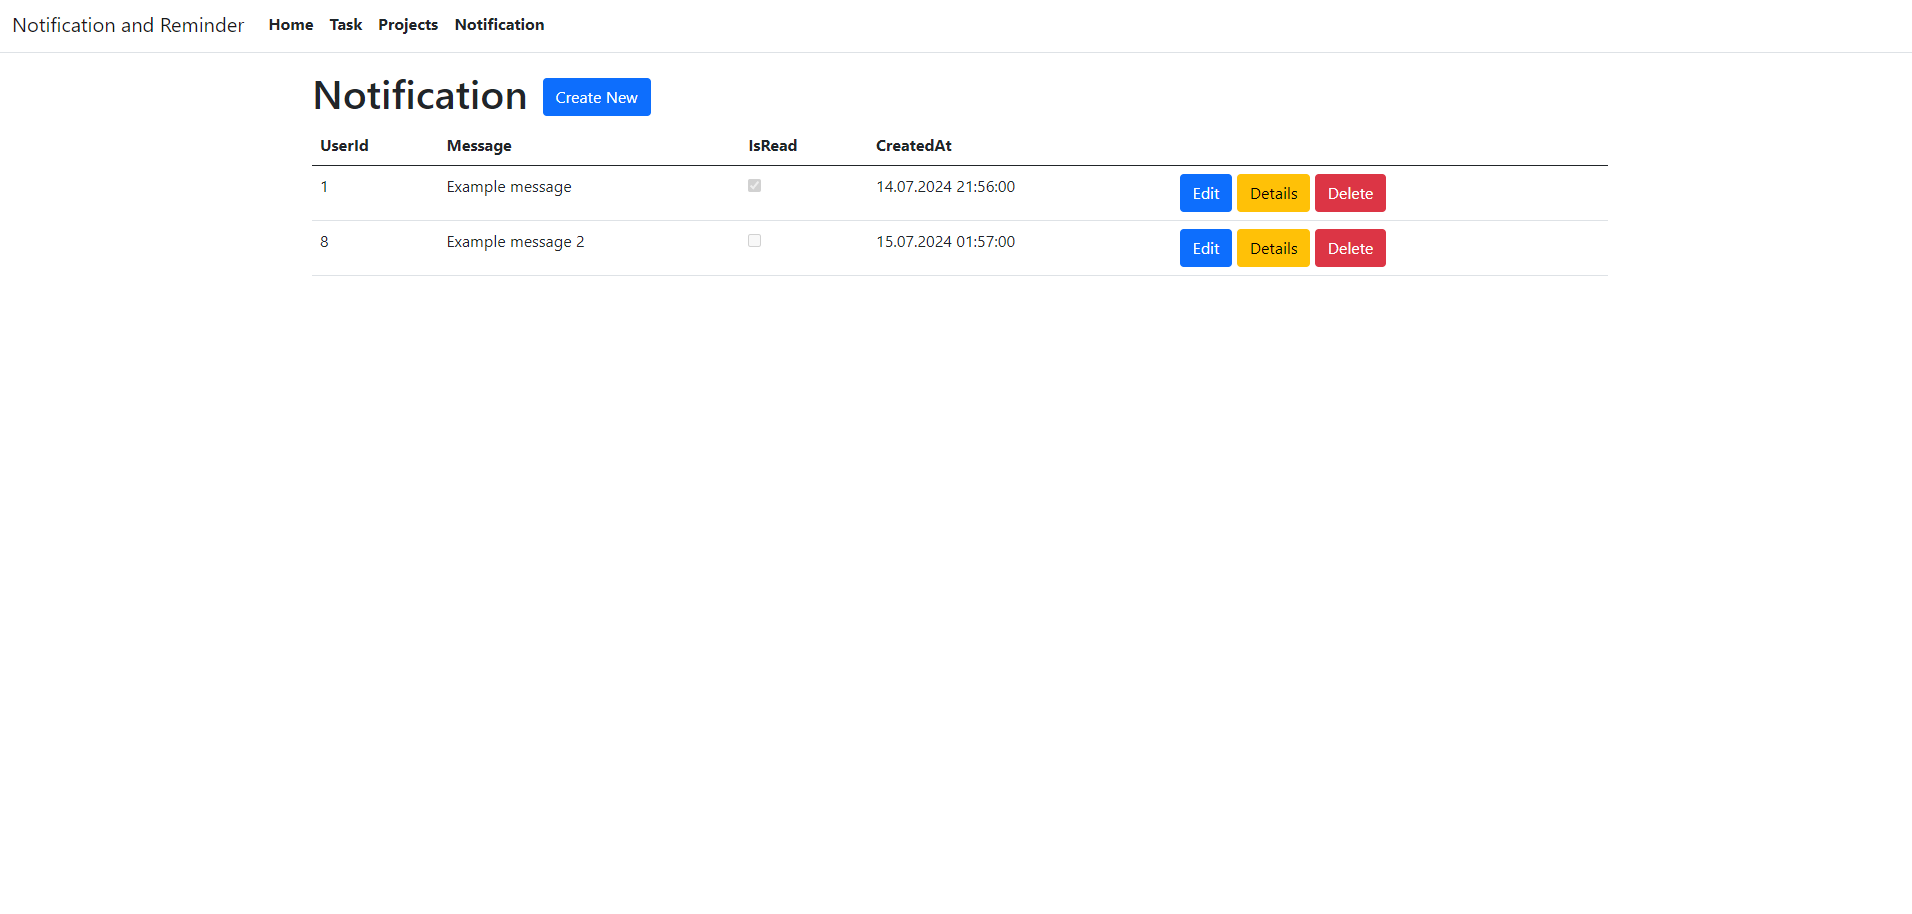 Notification and Reminder Home Task Projects Notification
Notification Create New
UserId Message IsRead CreatedAt
1 Example message 14.07.2024 21:56:00 Edit Details Delete
8 Example message 2 15.07.2024 01:57:00 Edit Details Delete